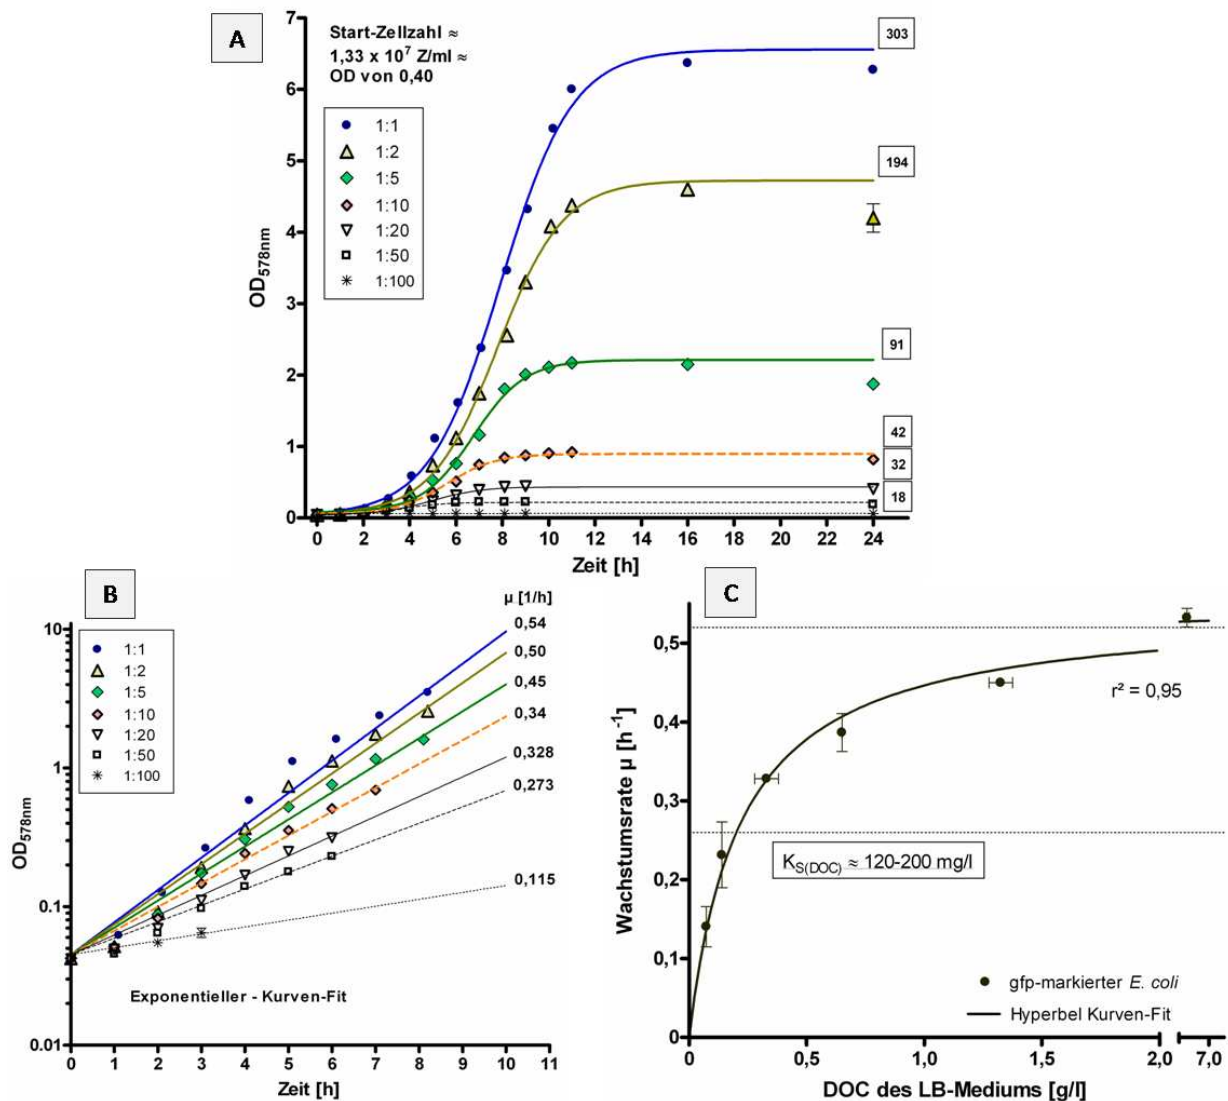 A
Start-Zellzahl ≈
1,33 x 10⁷ Z/ml ≈
OD von 0,40
1:1
1:2
1:5
1:10
1:20
1:50
1:100
OD578nm
7
6
5
4
3
2
1
0
303
194
91
42
32
18
0 1 2 4 6 8 10 12 14 16 18 20 22 24
Zeit [h]
B
µ [1/h]
1:1
1:2
1:5
1:10
1:20
1:50
1:100
OD578nm
10
1
0.1
0.01
0,54
0,50
0,45
0,34
0,328
0,273
0,115
Exponentieller - Kurven-Fit
0 1 2 3 4 5 6 7 8 9 10 11
Zeit [h]
C
Wachstumsrate µ [h⁻¹]
0,5
0,4
0,3
0,2
0,1
0,0
r² = 0,95
KS(DOC) ≈ 120-200 mg/l
gfp-markierter E. coli
Hyperbel Kurven-Fit
0 0,5 1,0 1,5 2,0 7,0
DOC des LB-Mediums [g/l]